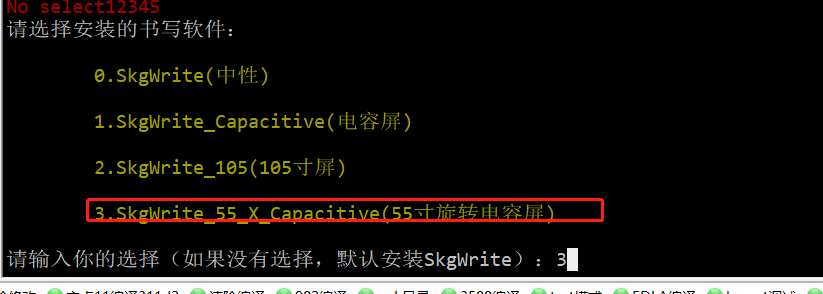 No select12345
请选择安装的书写软件：
0.SkgWrite(中性)
1.SkgWrite_Capacitive(电容屏)
2.SkgWrite_105(105寸屏)
3.SkgWrite_55_X_Capacitive(55寸旋转电容屏)
请输入你的选择（如果没有选择，默认安装SkgWrite）：3